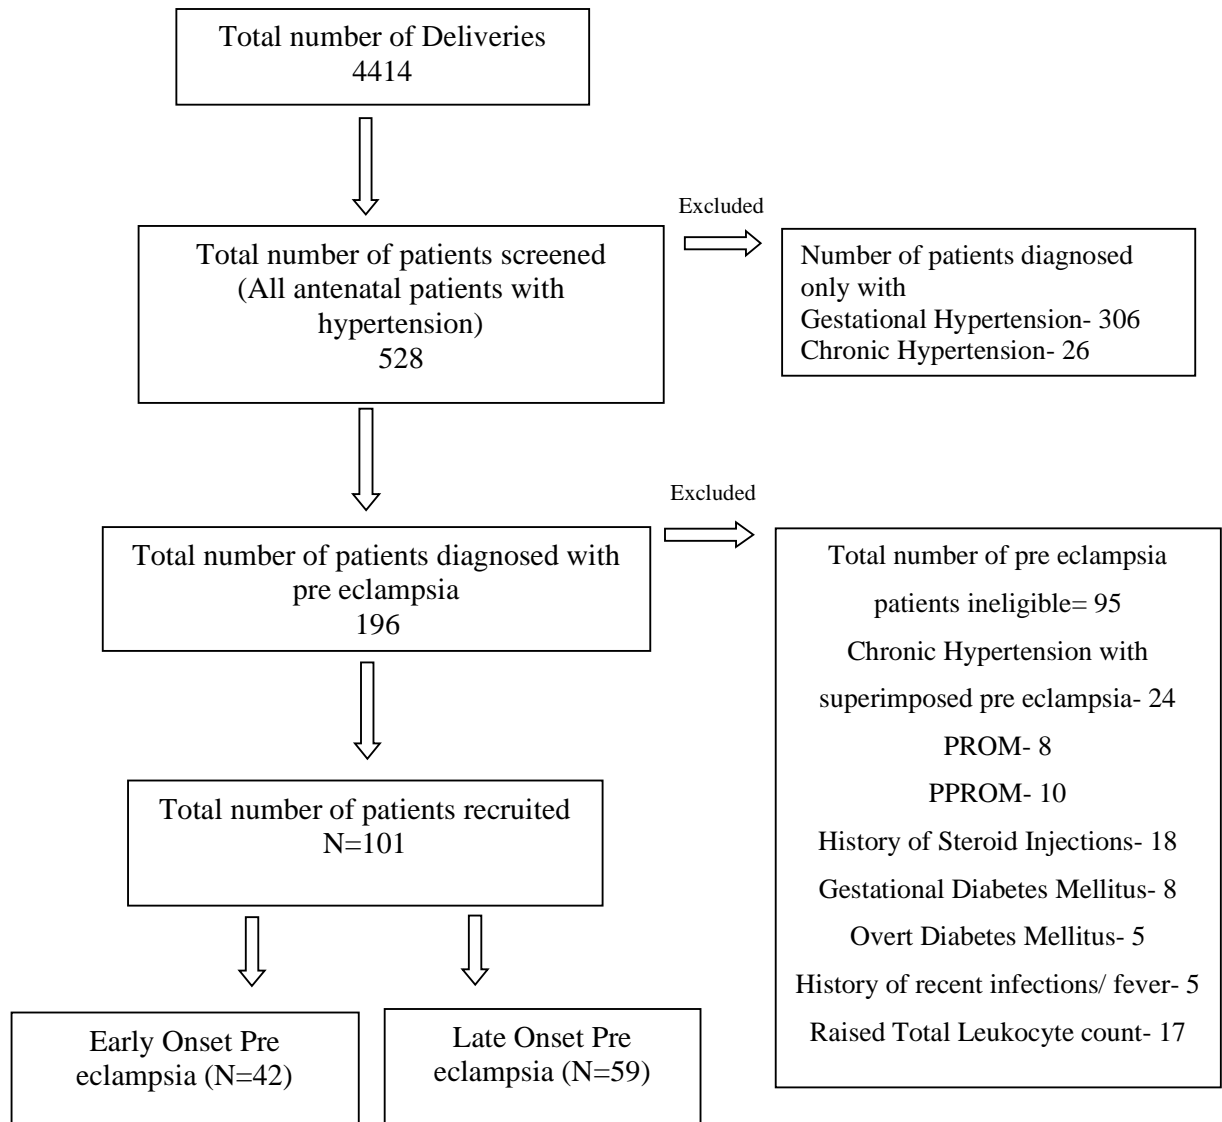 Total number of Deliveries
4414
Excluded
Total number of patients screened
(All antenatal patients with
hypertension)
528
Number of patients diagnosed
only with
Gestational Hypertension- 306
Chronic Hypertension- 26
Excluded
Total number of patients diagnosed with
pre eclampsia
196
Total number of pre eclampsia
patients ineligible= 95
Chronic Hypertension with
superimposed pre eclampsia- 24
PROM- 8
PPROM- 10
History of Steroid Injections- 18
Gestational Diabetes Mellitus- 8
Overt Diabetes Mellitus- 5
History of recent infections/ fever- 5
Raised Total Leukocyte count- 17
Total number of patients recruited
N=101
Early Onset Pre
eclampsia (N=42)
Late Onset Pre
eclampsia (N=59)